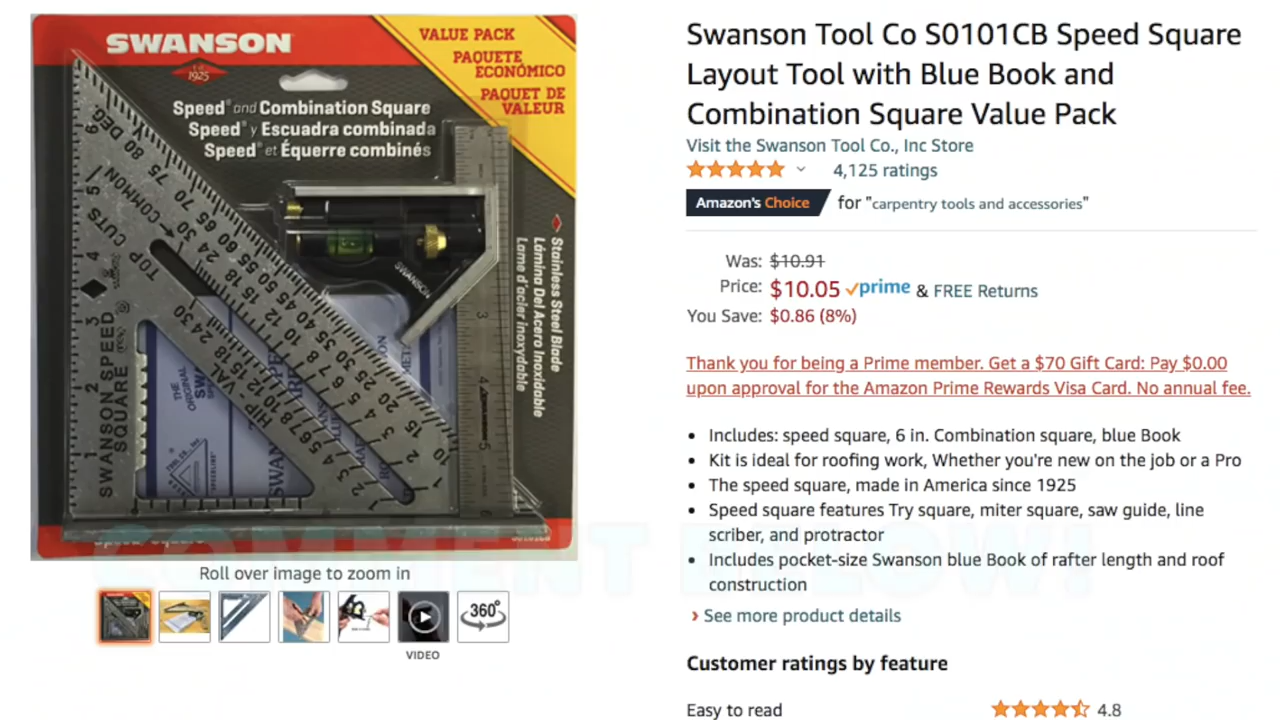 SWANSON
1925
VALUE PACK
PAQUETE
ECONÓMICO
PAQUET DE
VALEUR
Speed® and Combination Square
Speed® y Escuadra combinada
Speed® et Équerre combinés
Stainless Steel Blade
Lámina Del Acero Inoxidable
Lame d'acier inoxydable
SWANSON
SWANSON SPEED
SQUARE
TOP CUTS
COMMON
DEG
HIP-VAL
THE
ORIGINAL
Roll over image to zoom in
360°
VIDEO
Swanson Tool Co S0101CB Speed Square
Layout Tool with Blue Book and
Combination Square Value Pack
Visit the Swanson Tool Co., Inc Store
4,125 ratings
Amazon's Choice for "carpentry tools and accessories"
Was: $10.91
Price: $10.05 prime & FREE Returns
You Save: $0.86 (8%)
Thank you for being a Prime member. Get a $70 Gift Card: Pay $0.00
upon approval for the Amazon Prime Rewards Visa Card. No annual fee.
• Includes: speed square, 6 in. Combination square, blue Book
• Kit is ideal for roofing work, Whether you're new on the job or a Pro
• The speed square, made in America since 1925
• Speed square features Try square, miter square, saw guide, line
scriber, and protractor
• Includes pocket-size Swanson blue Book of rafter length and roof
construction
› See more product details
COMMENT BELOW!
Customer ratings by feature
Easy to read 4.8